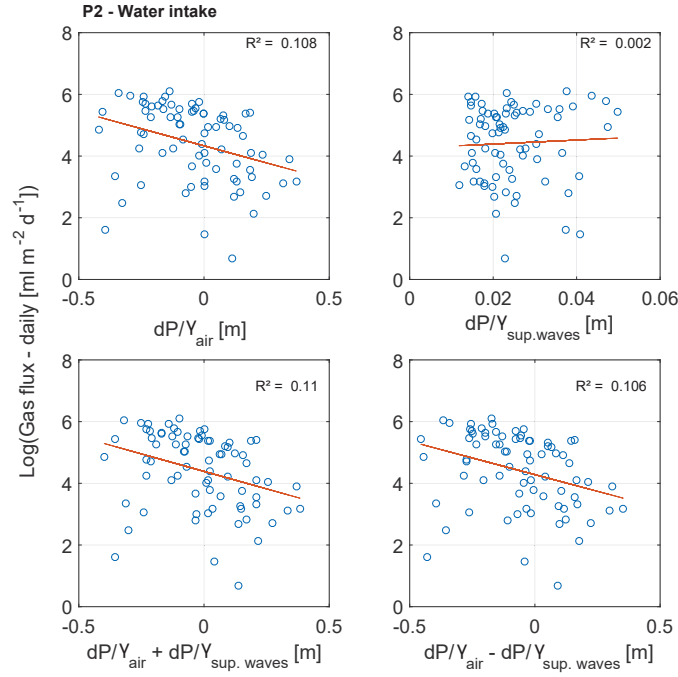 P2 - Water intake
Log(Gas flux - daily [ml m⁻² d⁻¹])
R² = 0.108
8
6
4
2
0
-0.5 0 0.5
dP/γair [m]
R² = 0.002
8
6
4
2
0
0.02 0.04 0.06
dP/γsup.waves [m]
R² = 0.11
8
6
4
2
0
-0.5 0 0.5
dP/γair + dP/γsup. waves [m]
R² = 0.106
8
6
4
2
0
-0.5 0 0.5
dP/γair - dP/γsup. waves [m]